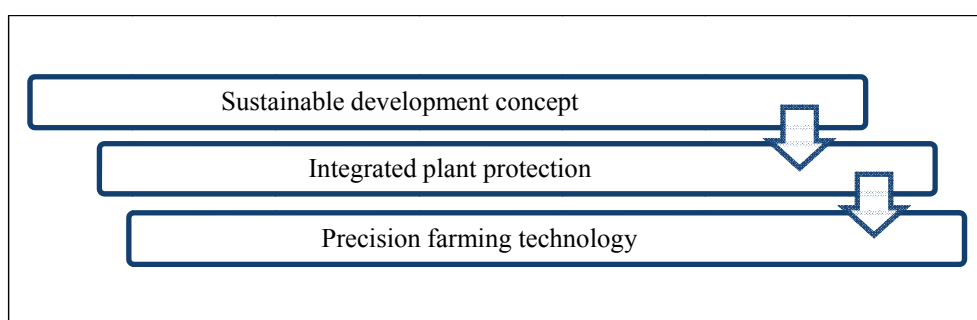 Sustainable development concept
Integrated plant protection
Precision farming technology